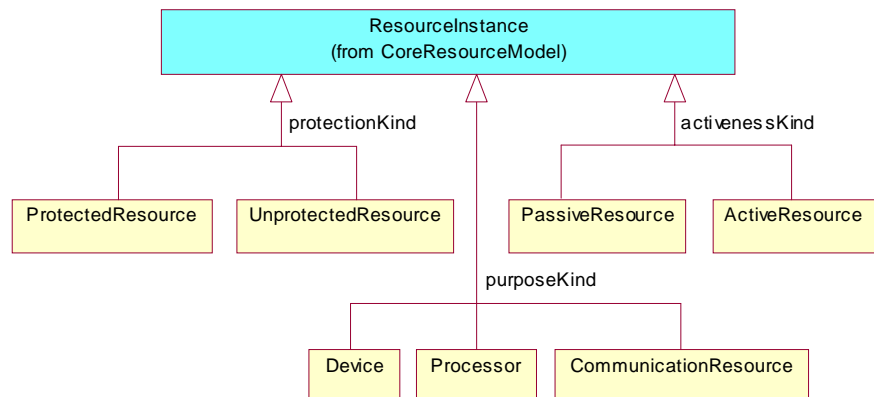 ResourceInstance
(from CoreResourceModel)
protectionKind
activenessKind
ProtectedResource
UnprotectedResource
PassiveResource
ActiveResource
purposeKind
Device
Processor
CommunicationResource